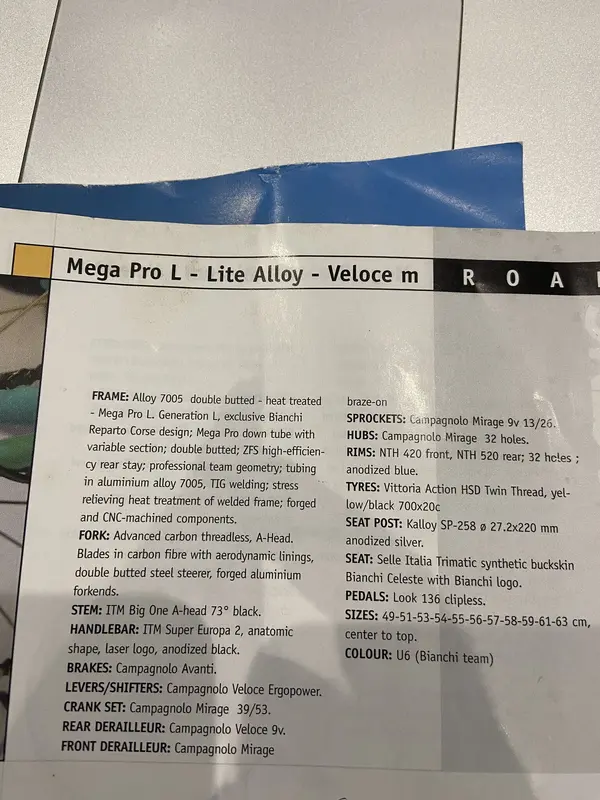 Mega Pro L - Lite Alloy - Veloce m
R O A
FRAME: Alloy 7005 double butted - heat treated
- Mega Pro L. Generation L, exclusive Bianchi
Reparto Corse design; Mega Pro down tube with
variable section; double butted; ZFS high-efficien-
cy rear stay; professional team geometry; tubing
in aluminium alloy 7005, TIG welding; stress
relieving heat treatment of welded frame; forged
and CNC-machined components.
FORK: Advanced carbon threadless, A-Head.
Blades in carbon fibre with aerodynamic linings,
double butted steel steerer, forged aluminium
forkends.
STEM: ITM Big One A-head 73° black.
HANDLEBAR: ITM Super Europa 2, anatomic
shape, laser logo, anodized black.
BRAKES: Campagnolo Avanti.
LEVERS/SHIFTERS: Campagnolo Veloce Ergopower.
CRANK SET: Campagnolo Mirage 39/53.
REAR DERAILLEUR: Campagnolo Veloce 9v.
FRONT DERAILLEUR: Campagnolo Mirage
braze-on
SPROCKETS: Campagnolo Mirage 9v 13/26.
HUBS: Campagnolo Mirage 32 holes.
RIMS: NTH 420 front, NTH 520 rear; 32 holes ;
anodized blue.
TYRES: Vittoria Action HSD Twin Thread, yel-
low/black 700x20c
SEAT POST: Kalloy SP-258 ø 27.2x220 mm
anodized silver.
SEAT: Selle Italia Trimatic synthetic buckskin
Bianchi Celeste with Bianchi logo.
PEDALS: Look 136 clipless.
SIZES: 49-51-53-54-55-56-57-58-59-61-63 cm,
center to top.
COLOUR: U6 (Bianchi team)